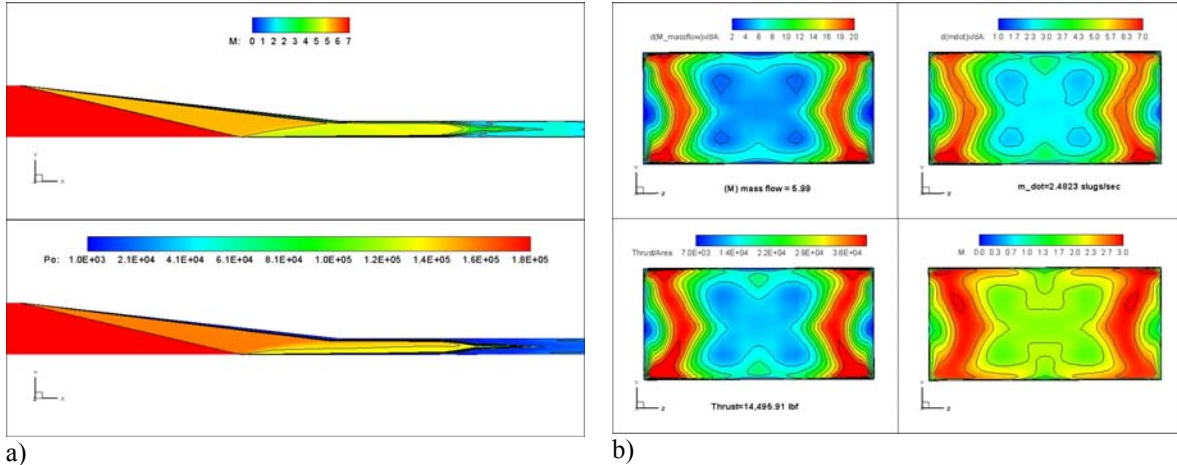 M: 0 1 2 3 4 5 5 6 7
Y
X
Po: 1.0E+03 2.1E+04 4.1E+04 6.1E+04 8.1E+04 1.0E+05 1.2E+05 1.4E+05 1.6E+05 1.8E+05
Y
X
a)
d(M_massflow)/dA: 2 4 6 8 10 12 14 16 18 20
Y
Z
(M) mass flow = 5.99
d(mdot)/dA: 1.0 1.7 2.3 3.0 3.7 4.3 5.0 5.7 6.3 7.0
Y
Z
m_dot=2.4823 slugs/sec
Thrust/Area: 7.0E+03 1.4E+04 2.2E+04 2.9E+04 3.6E+04
Y
Z
Thrust=14,495.91 lbf
M: 0.0 0.3 0.7 1.0 1.3 1.7 2.0 2.3 2.7 3.0
Y
Z
b)